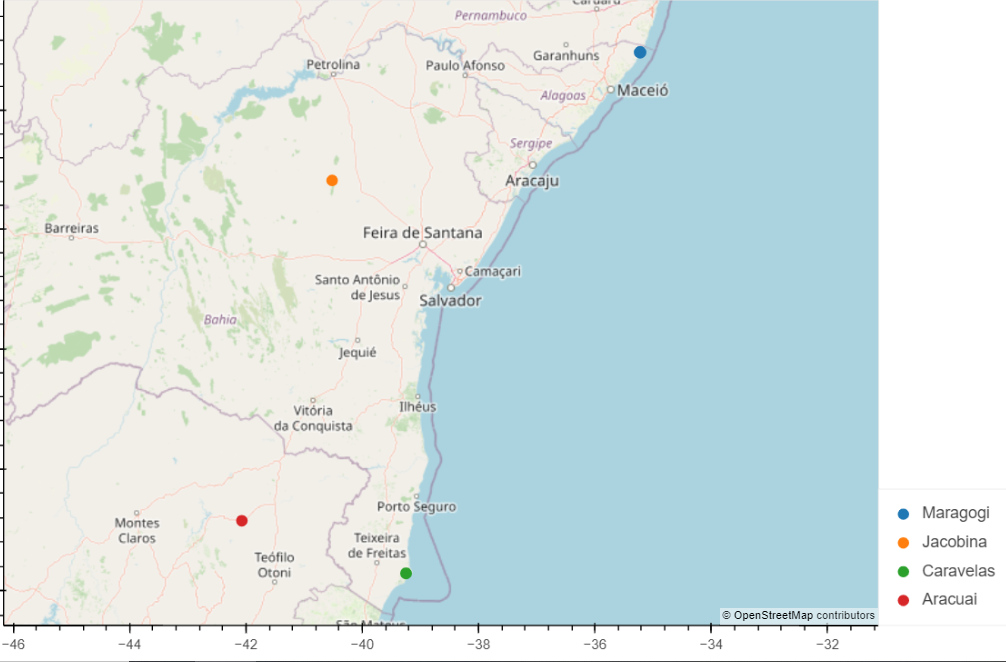 Caruaru
Pernambuco
Garanhuns
Petrolina
Paulo Afonso
Maceió
Alagoas
Sergipe
Aracaju
Barreiras
Feira de Santana
Camaçari
Santo Antônio
de Jesus
Salvador
Bahia
Jequié
Vitória
da Conquista
Ilhéus
Porto Seguro
Montes
Claros
Teixeira
de Freitas
Teófilo
Otoni
São Mateus
© OpenStreetMap contributors
Maragogi
Jacobina
Caravelas
Aracuai
−46 −44 −42 −40 −38 −36 −34 −32